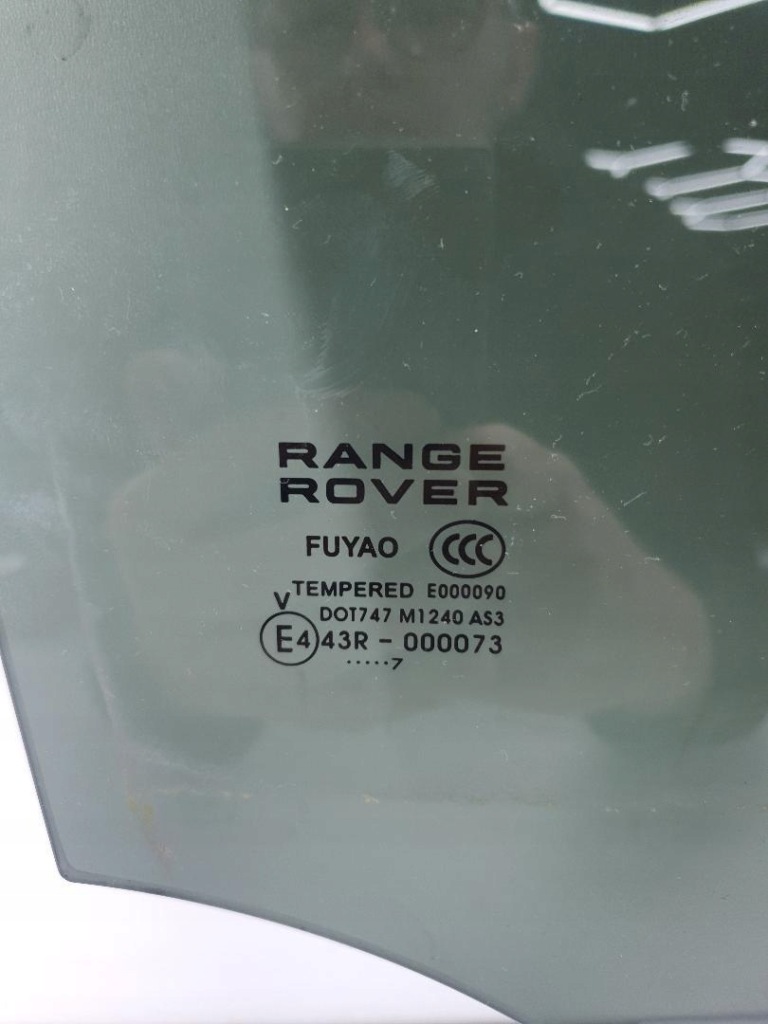 RANGE
ROVER
FUYAO CCC
TEMPERED E000090
V
DOT747 M1240 AS3
E4 43R - 000073
.....7